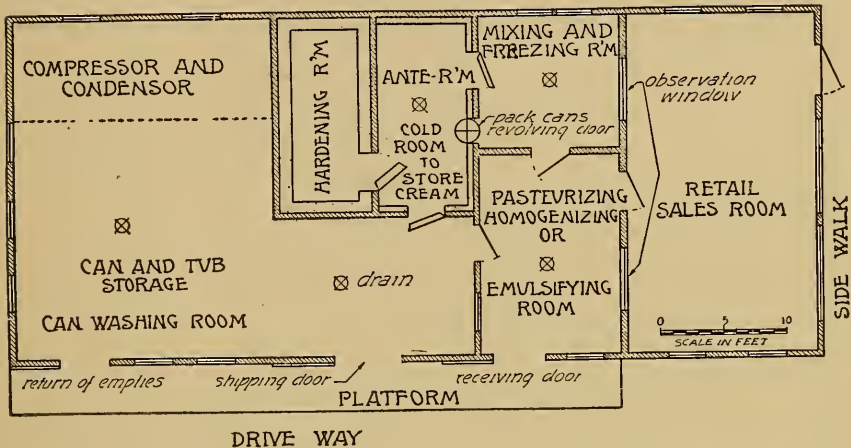 COMPRESSOR AND
CONDENSOR
HARDENING R'M
ANTE-R'M
COLD
ROOM
TO
STORE
CREAM
MIXING AND
FREEZING R'M
pack cans
revolving door
observation
window
PASTEURIZING
HOMOGENIZING
OR
EMULSIFYING
ROOM
RETAIL
SALES ROOM
SIDE WALK
CAN AND TUB
STORAGE
CAN WASHING ROOM
drain
0 5 10
SCALE IN FEET
return of empties
shipping door
receiving door
PLATFORM
DRIVE WAY